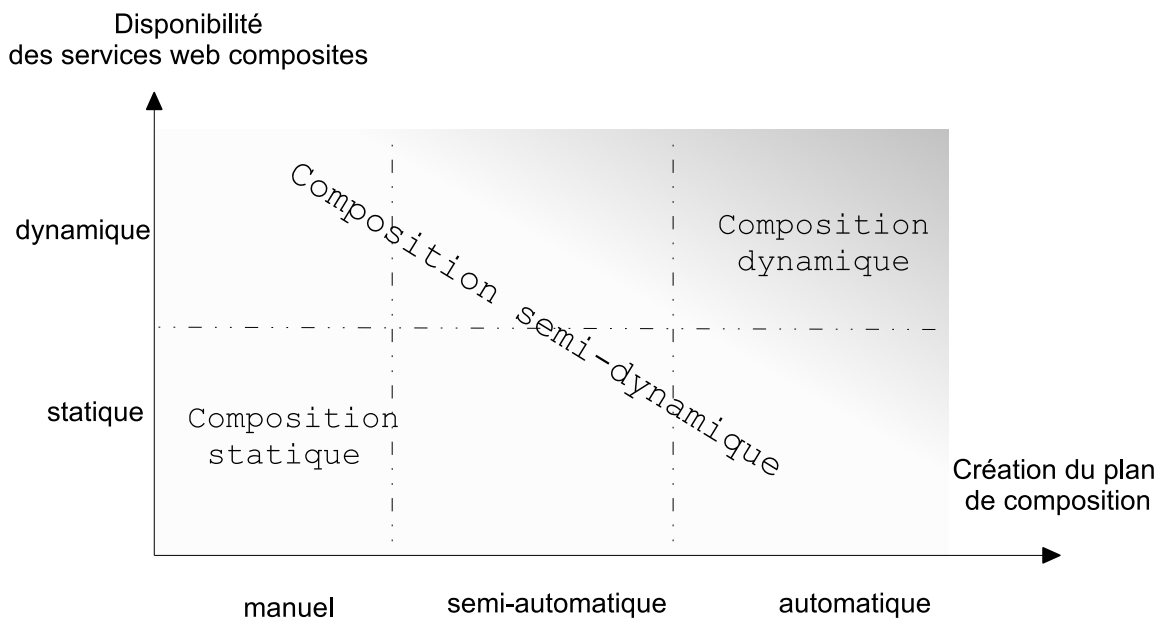 Disponibilité
des services web composites
dynamique
Composition semi-dynamique
Composition
dynamique
statique
Composition
statique
Création du plan
de composition
manuel
semi-automatique
automatique